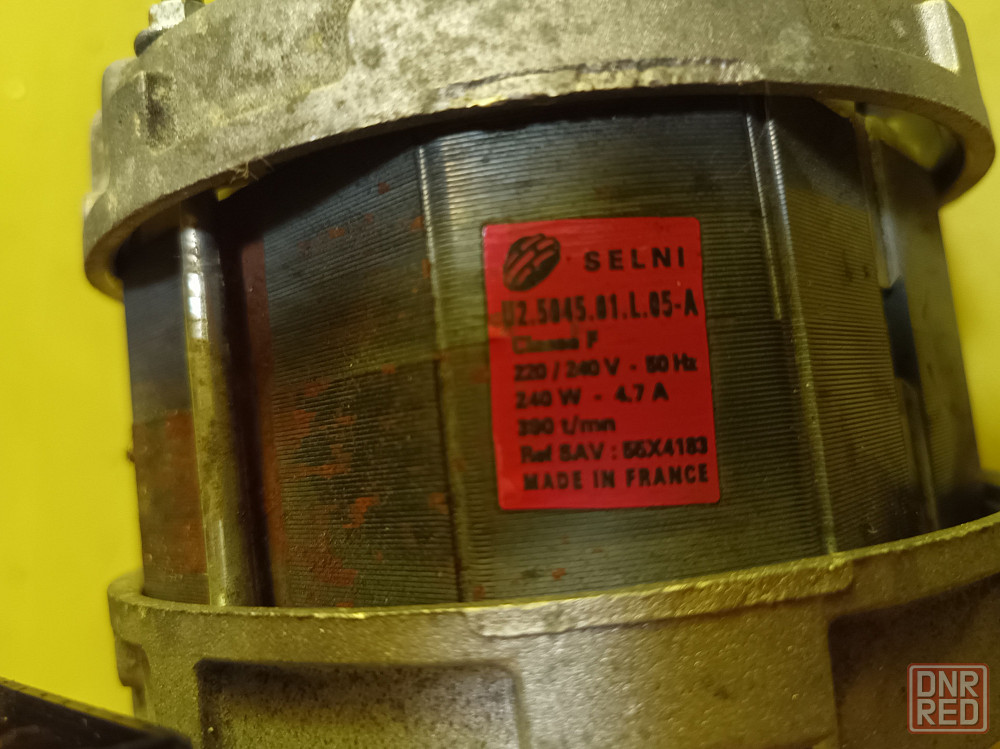 SELNI
U2.5045.01.L.05-A
Classe F
220 / 240 V - 50 Hz
240 W - 4.7 A
390 t/mn
Ref SAV : 55X4183
MADE IN FRANCE
DNR
RED